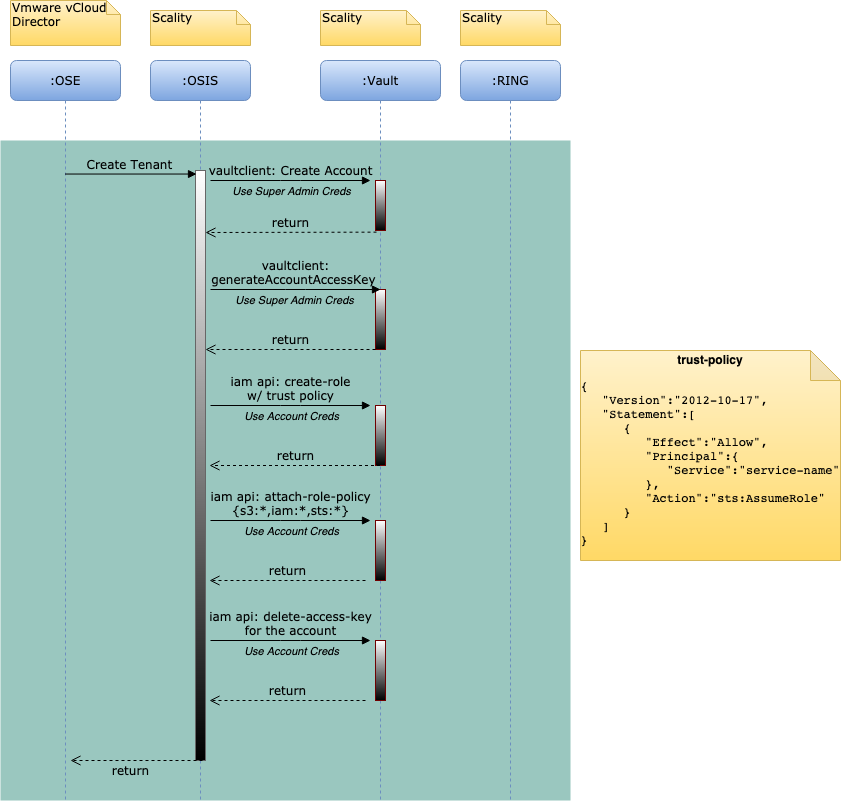 Vmware vCloud
Director
Scality
Scality
Scality
:OSE
:OSIS
:Vault
:RING
Create Tenant
vaultclient: Create Account
Use Super Admin Creds
return
vaultclient:
generateAccountAccessKey
Use Super Admin Creds
return
iam api: create-role
w/ trust policy
Use Account Creds
return
iam api: attach-role-policy
{s3:*,iam:*,sts:*}
Use Account Creds
return
iam api: delete-access-key
for the account
Use Account Creds
return
return
trust-policy
{
"Version":"2012-10-17",
"Statement":[
{
"Effect":"Allow",
"Principal":{
"Service":"service-name"
},
"Action":"sts:AssumeRole"
}
]
}